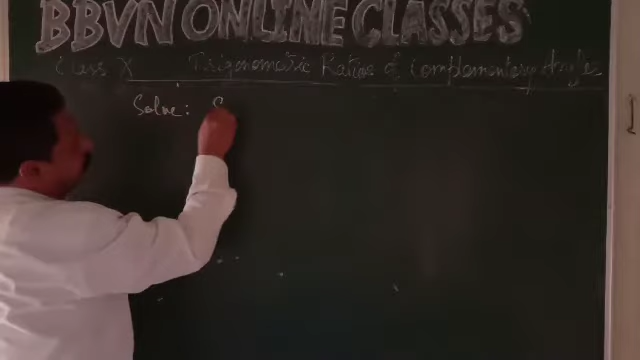 BBVN ONLINE CLASSES
Class X Trigonometric Ratios of Complementary Angles
Solve: S